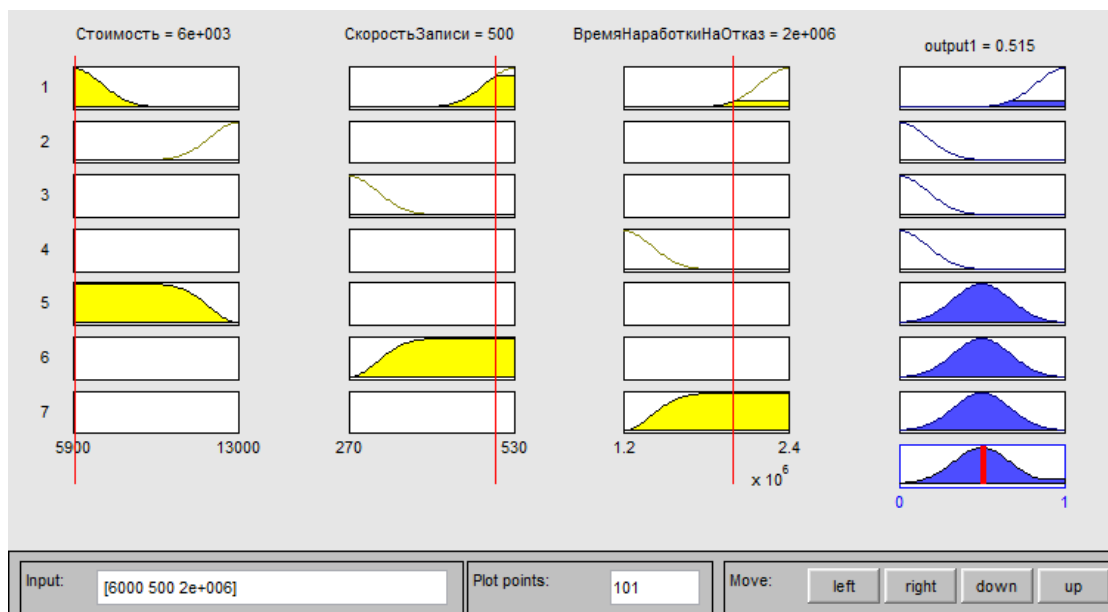 Стоимость = 6e+003
СкоростьЗаписи = 500
ВремяНаработкиНаОтказ = 2e+006
output1 = 0.515
1
2
3
4
5
6
7
5900 13000
270 530
1.2 2.4
x 10^6
0 1
Input: [6000 500 2e+006]
Plot points: 101
Move: left right down up